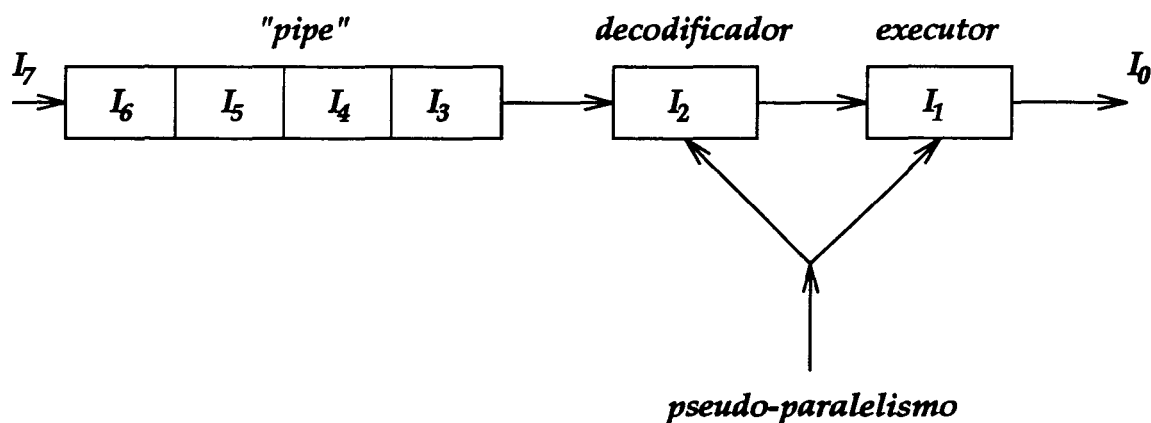 "pipe" decodificador executor
I₇ I₀
I₆ I₅ I₄ I₃ I₂ I₁
pseudo-paralelismo